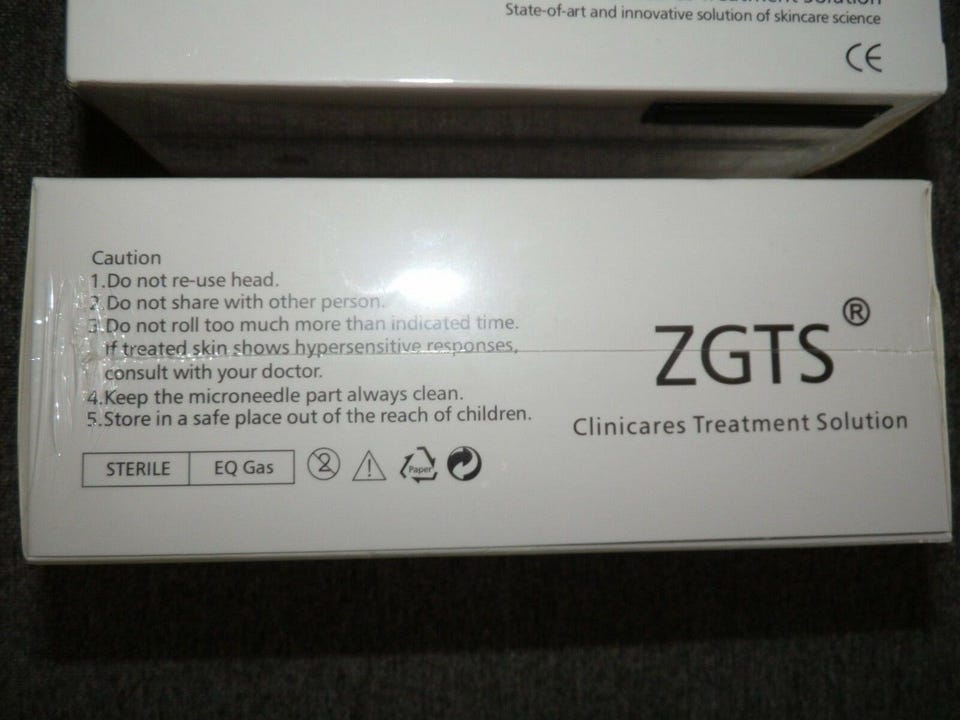 Treatment Solution
State-of-art and innovative solution of skincare science
CE
Caution
1.Do not re-use head.
2.Do not share with other person.
3.Do not roll too much more than indicated time.
If treated skin shows hypersensitive responses,
consult with your doctor.
4.Keep the microneedle part always clean.
5.Store in a safe place out of the reach of children.
STERILE EQ Gas
2
Paper
ZGTS®
Clinicares Treatment Solution